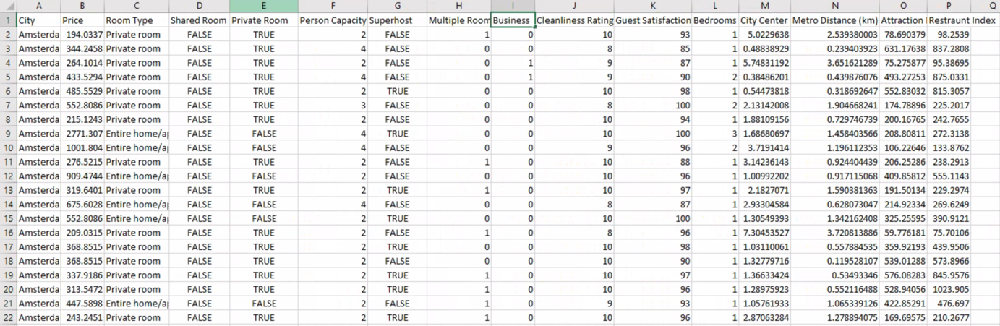 A B C D E F G H I J K L M N O P Q
1 City Price Room Type Shared Room Private Room Person Capacity Superhost Multiple Room Business Cleanliness Rating Guest Satisfaction Bedrooms City Center Metro Distance (km) Attraction Restraunt Index
2 Amsterda 194.0337 Private room FALSE TRUE 2 FALSE 1 0 10 93 1 5.0229638 2.539380003 78.690379 98.2539
3 Amsterda 344.2458 Private room FALSE TRUE 4 FALSE 0 0 8 85 1 0.48838929 0.239403923 631.17638 837.2808
4 Amsterda 264.1014 Private room FALSE TRUE 2 FALSE 0 1 9 87 1 5.74831192 3.651621289 75.275877 95.38695
5 Amsterda 433.5294 Private room FALSE TRUE 4 FALSE 0 1 9 90 2 0.38486201 0.439876076 493.27253 875.0331
6 Amsterda 485.5529 Private room FALSE TRUE 2 TRUE 0 0 10 98 1 0.54473818 0.318692647 552.83032 815.3057
7 Amsterda 552.8086 Private room FALSE TRUE 3 FALSE 0 0 8 100 2 2.13142008 1.904668241 174.78896 225.2017
8 Amsterda 215.1243 Private room FALSE TRUE 2 FALSE 0 0 10 94 1 1.88109156 0.729746739 200.16765 242.7655
9 Amsterda 2771.307 Entire home/ap FALSE FALSE 4 TRUE 0 0 10 100 3 1.68680697 1.458403566 208.80811 272.3138
10 Amsterda 1001.804 Entire home/ap FALSE FALSE 4 FALSE 0 0 9 96 2 3.7191414 1.196112353 106.22646 133.8762
11 Amsterda 276.5215 Private room FALSE TRUE 2 FALSE 1 0 10 88 1 3.14236143 0.924404439 206.25286 238.2913
12 Amsterda 909.4744 Entire home/ap FALSE FALSE 2 FALSE 0 0 10 96 1 1.00992202 0.917115068 409.85812 555.1143
13 Amsterda 319.6401 Private room FALSE TRUE 2 TRUE 1 0 10 97 1 2.1827071 1.590381363 191.50134 229.2974
14 Amsterda 675.6028 Entire home/ap FALSE FALSE 4 FALSE 0 0 8 87 1 2.93304584 0.628073047 214.92334 269.6249
15 Amsterda 552.8086 Entire home/ap FALSE FALSE 2 TRUE 0 0 10 100 1 1.30549393 1.342162408 325.25595 390.9121
16 Amsterda 209.0315 Private room FALSE TRUE 2 FALSE 1 0 8 96 1 7.30453527 3.720813886 59.776181 75.70106
17 Amsterda 368.8515 Private room FALSE TRUE 2 TRUE 0 0 10 98 1 1.03110061 0.557884535 359.92193 439.9506
18 Amsterda 368.8515 Private room FALSE TRUE 2 FALSE 0 0 10 90 1 1.32779716 0.119528107 539.01288 573.8966
19 Amsterda 337.9186 Private room FALSE TRUE 2 TRUE 1 0 10 97 1 1.36633424 0.53493346 576.08283 845.9576
20 Amsterda 313.5472 Private room FALSE TRUE 2 TRUE 1 0 10 96 1 1.28975923 0.552116488 528.94056 1023.905
21 Amsterda 447.5898 Entire home/ap FALSE FALSE 2 FALSE 1 0 9 93 1 1.05761933 1.065339126 422.85291 476.697
22 Amsterda 243.2451 Private room FALSE TRUE 2 TRUE 1 0 10 96 1 2.87063284 1.278894075 169.69575 210.2677